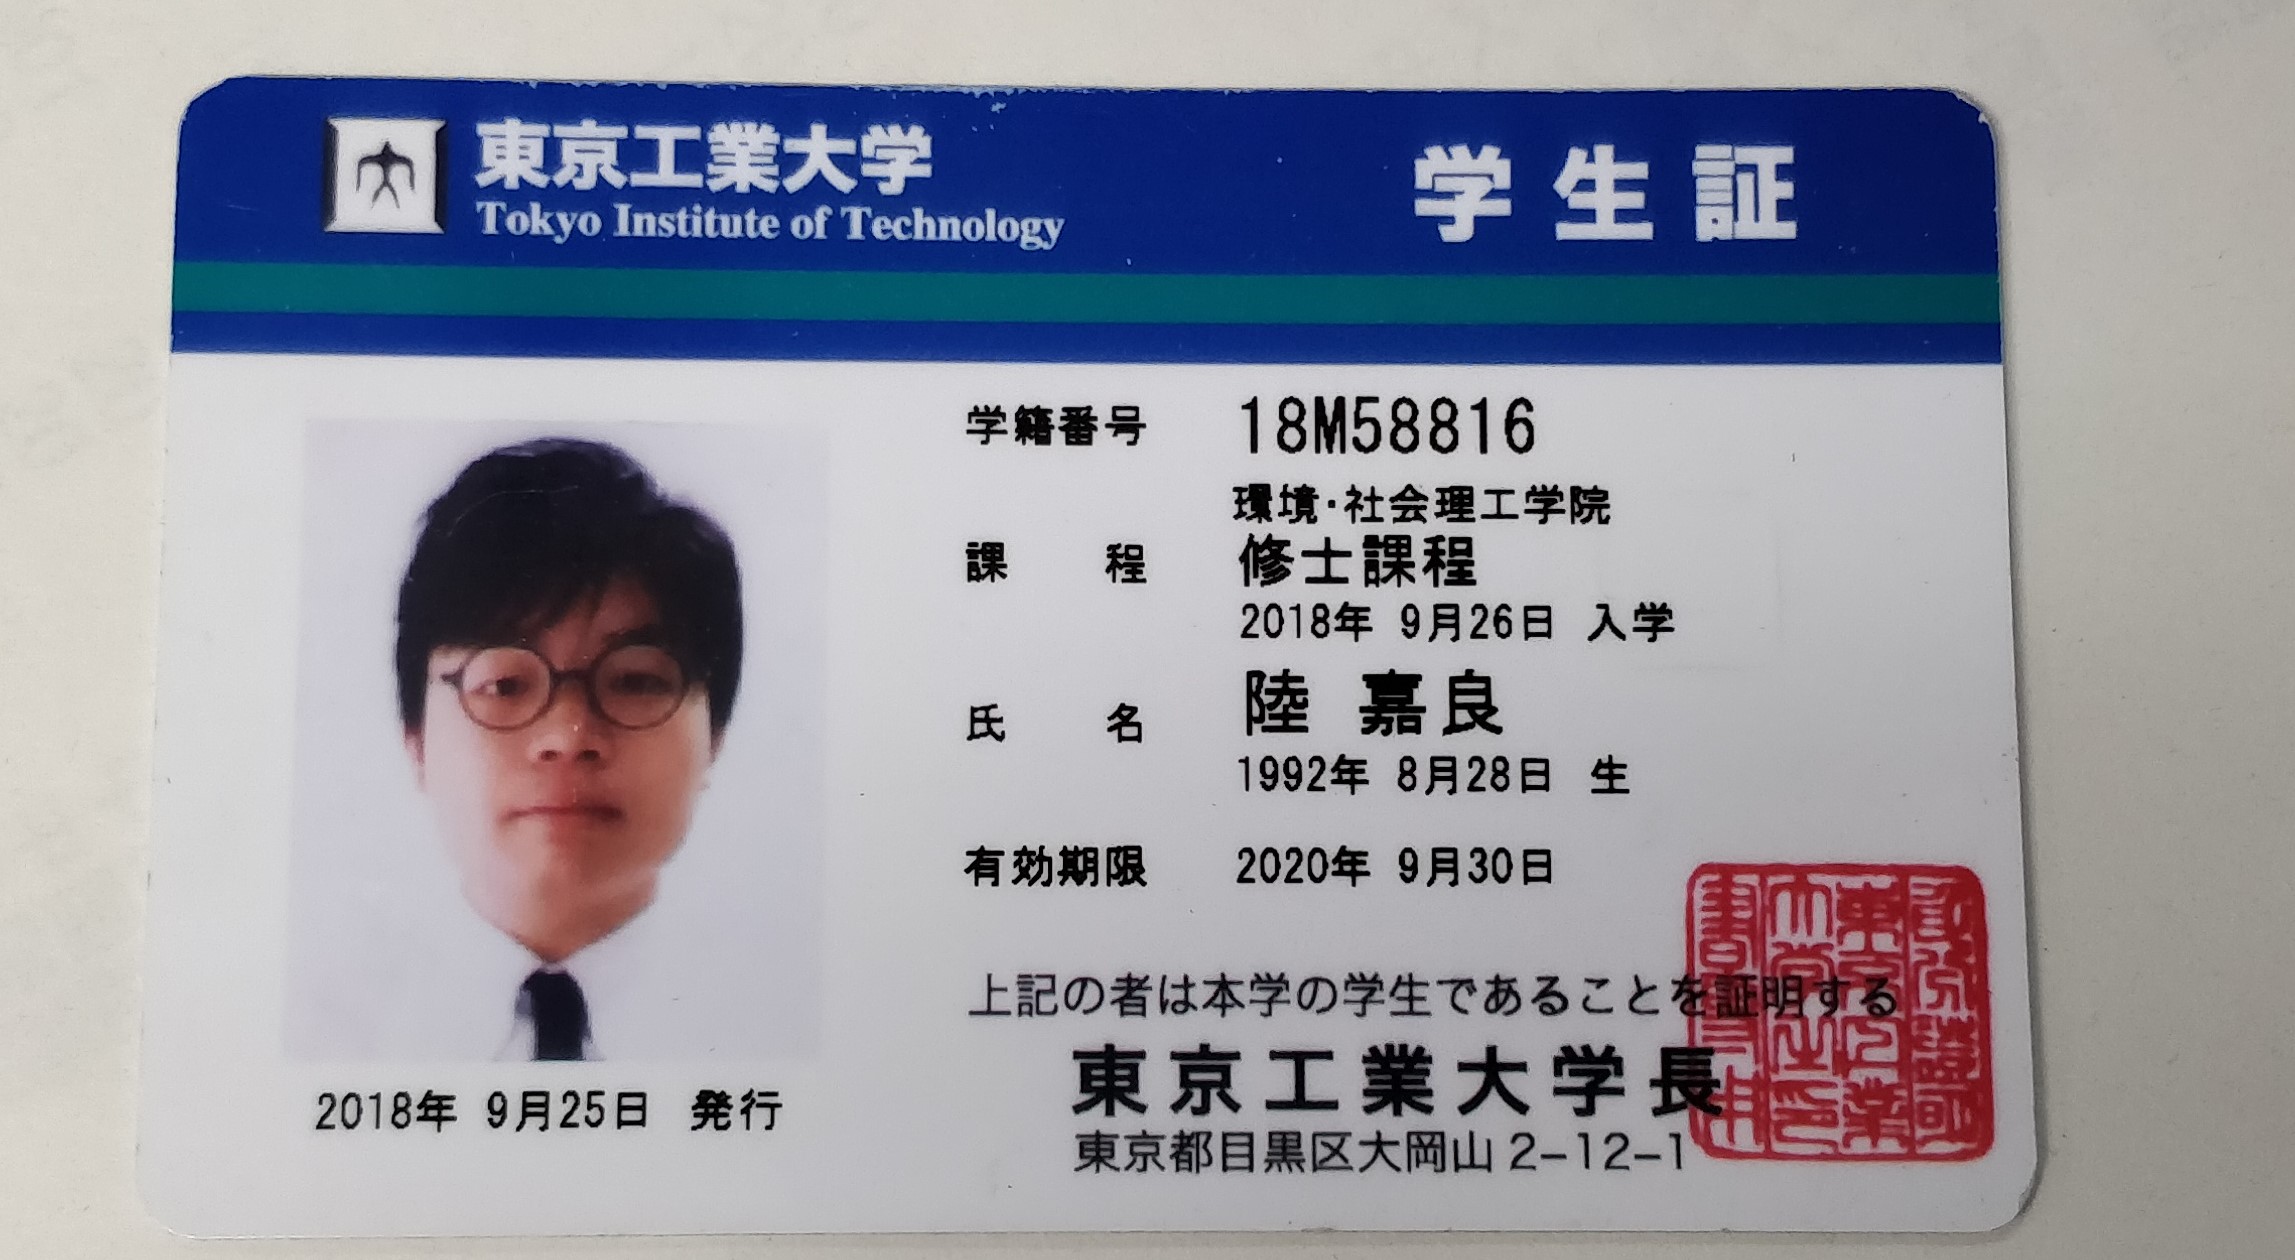 東京工業大学
Tokyo Institute of Technology
学生証
学籍番号 18M58816
環境・社会理工学院
課程 修士課程
2018年 9月26日 入学
氏名 陸 嘉良
1992年 8月28日 生
有効期限 2020年 9月30日
上記の者は本学の学生であることを証明する
東京工業大学長
東京都目黒区大岡山2-12-1
2018年 9月25日 発行